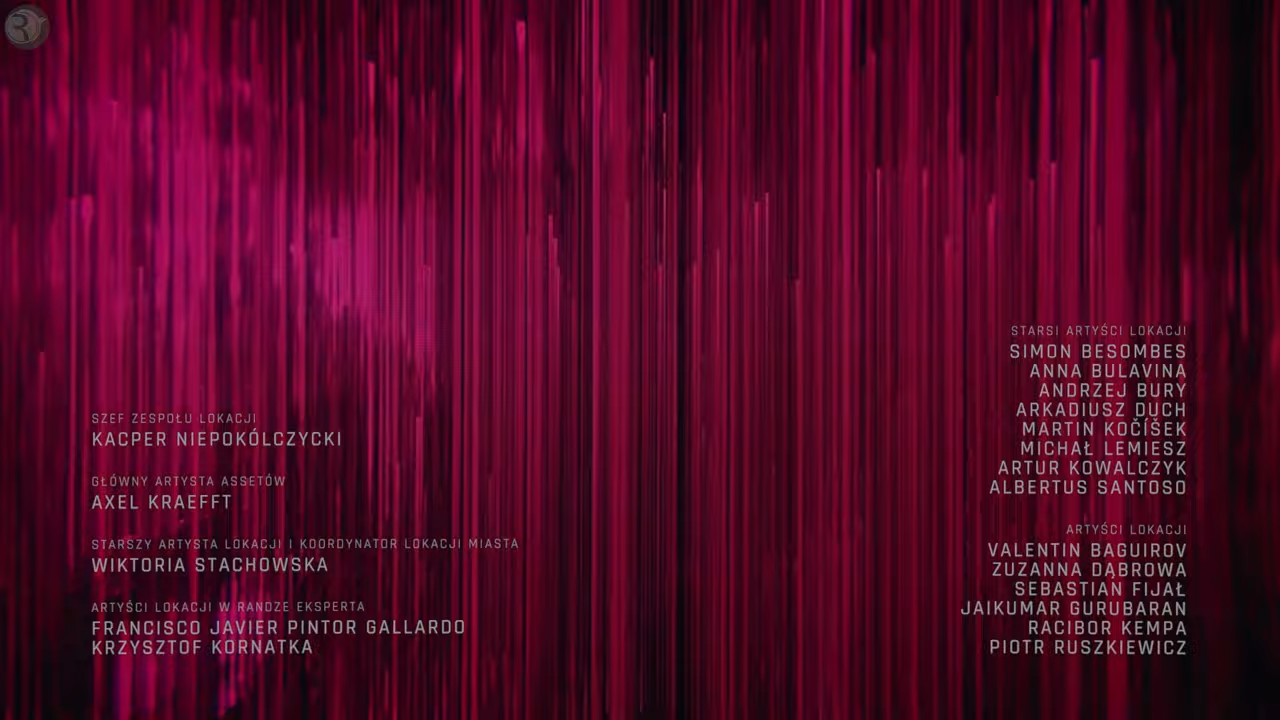 SZEF ZESPOŁU LOKACJI
KACPER NIEPOKÓLCZYCKI
GŁÓWNY ARTYSTA ASSETÓW
AXEL KRAEFFT
STARSZY ARTYSTA LOKACJI I KOORDYNATOR LOKACJI MIASTA
WIKTORIA STACHOWSKA
ARTYŚCI LOKACJI W RANDZE EKSPERTA
FRANCISCO JAVIER PINTOR GALLARDO
KRZYSZTOF KORNATKA
STARSI ARTYŚCI LOKACJI
SIMON BESOMBES
ANNA BULAVINA
ANDRZEJ BURY
ARKADIUSZ DUCH
MARTIN KOČÍŠEK
MICHAŁ LEMIESZ
ARTUR KOWALCZYK
ALBERTUS SANTOSO
ARTYŚCI LOKACJI
VALENTIN BAGUIROV
ZUZANNA DĄBROWA
SEBASTIAN FIJAŁ
JAIKUMAR GURUBARAN
RACIBOR KEMPA
PIOTR RUSZKIEWICZ